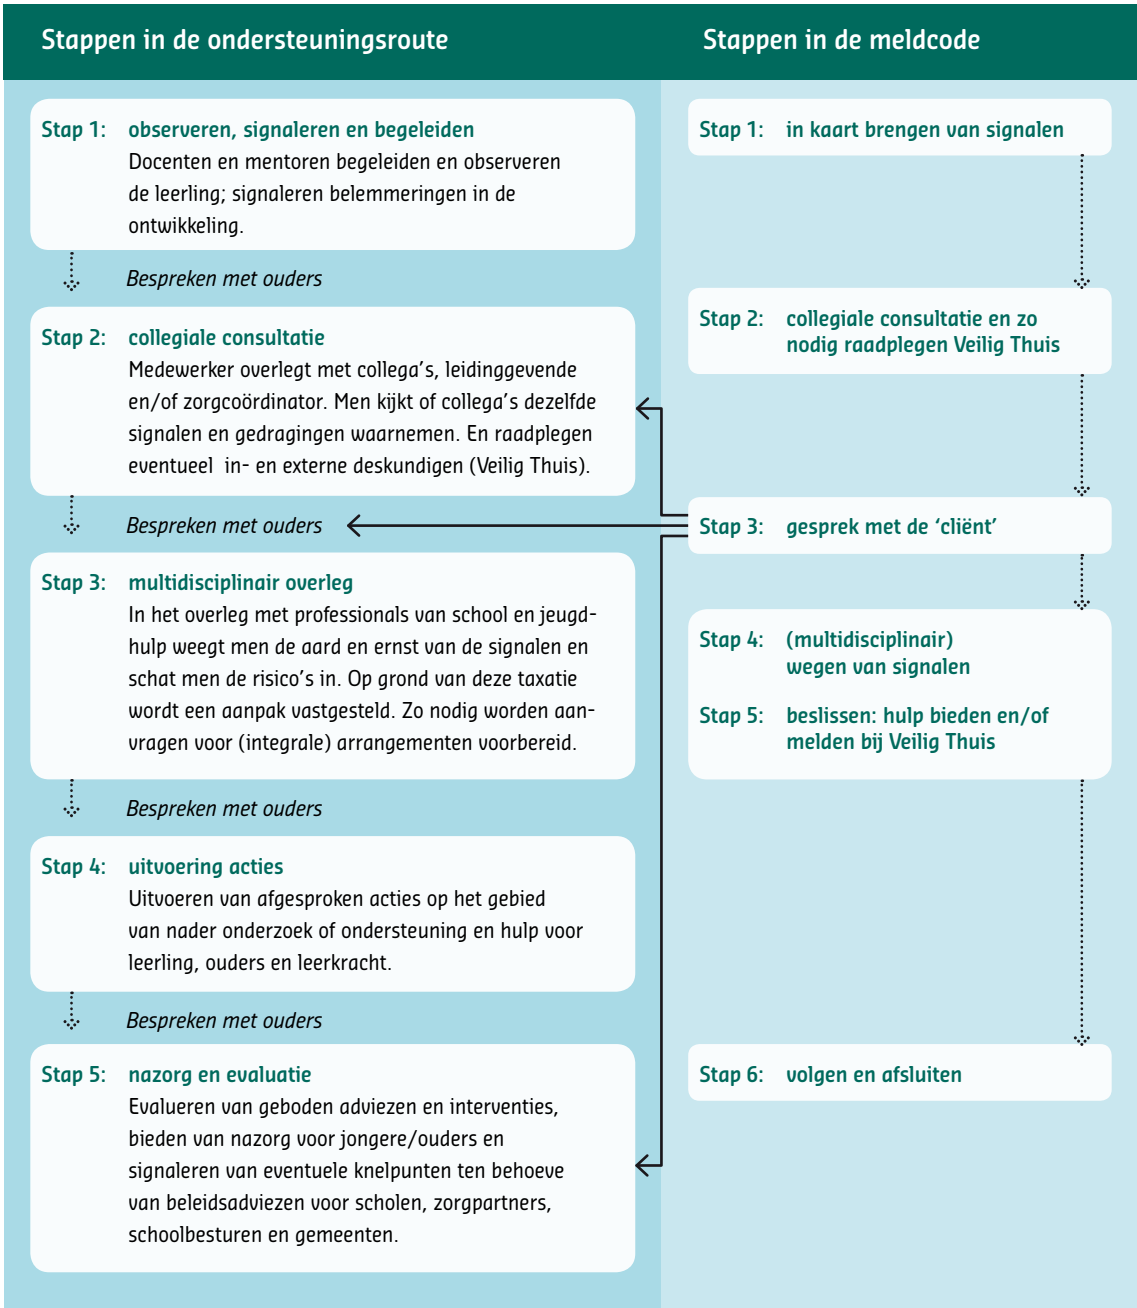 Stappen in de ondersteuningsroute
Stap 1: observeren, signaleren en begeleiden
Docenten en mentoren begeleiden en observeren
de leerling; signaleren belemmeringen in de
ontwikkeling.
Bespreken met ouders
Stap 2: collegiale consultatie
Medewerker overlegt met collega's, leidinggevende
en/of zorgcoördinator. Men kijkt of collega's dezelfde
signalen en gedragingen waarnemen. En raadplegen
eventueel in- en externe deskundigen (Veilig Thuis).
Bespreken met ouders
Stap 3: multidisciplinair overleg
In het overleg met professionals van school en jeugd-
hulp weegt men de aard en ernst van de signalen en
schat men de risico's in. Op grond van deze taxatie
wordt een aanpak vastgesteld. Zo nodig worden aan-
vragen voor (integrale) arrangementen voorbereid.
Bespreken met ouders
Stap 4: uitvoering acties
Uitvoeren van afgesproken acties op het gebied
van nader onderzoek of ondersteuning en hulp voor
leerling, ouders en leerkracht.
Bespreken met ouders
Stap 5: nazorg en evaluatie
Evalueren van geboden adviezen en interventies,
bieden van nazorg voor jongere/ouders en
signaleren van eventuele knelpunten ten behoeve
van beleidsadviezen voor scholen, zorgpartners,
schoolbesturen en gemeenten.
Stappen in de meldcode
Stap 1: in kaart brengen van signalen
Stap 2: collegiale consultatie en zo
nodig raadplegen Veilig Thuis
Stap 3: gesprek met de 'cliënt'
Stap 4: (multidisciplinair)
wegen van signalen
Stap 5: beslissen: hulp bieden en/of
melden bij Veilig Thuis
Stap 6: volgen en afsluiten